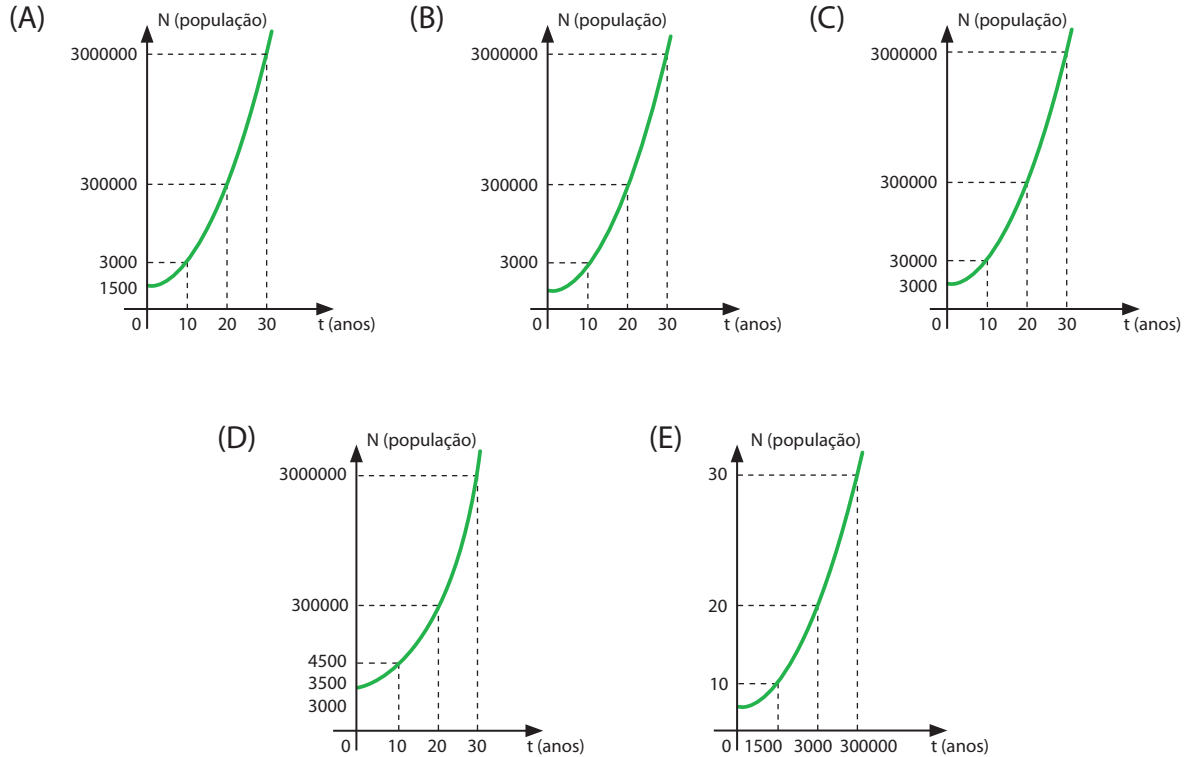 (A)
N (população)
3000000
300000
3000
1500
0 10 20 30 t (anos)
(B)
N (população)
3000000
300000
3000
0 10 20 30 t (anos)
(C)
N (população)
3000000
300000
30000
3000
0 10 20 30 t (anos)
(D)
N (população)
3000000
300000
4500
3500
3000
0 10 20 30 t (anos)
(E)
N (população)
30
20
10
0 1500 3000 300000 t (anos)